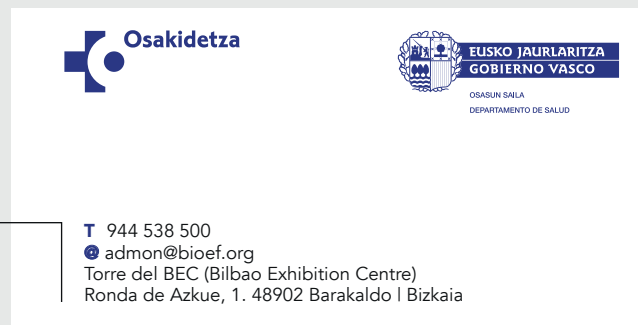 Osakidetza
EUSKO JAURLARITZA
GOBIERNO VASCO
OSASUN SAILA
DEPARTAMENTO DE SALUD
T 944 538 500
@ admon@bioef.org
Torre del BEC (Bilbao Exhibition Centre)
Ronda de Azkue, 1. 48902 Barakaldo | Bizkaia